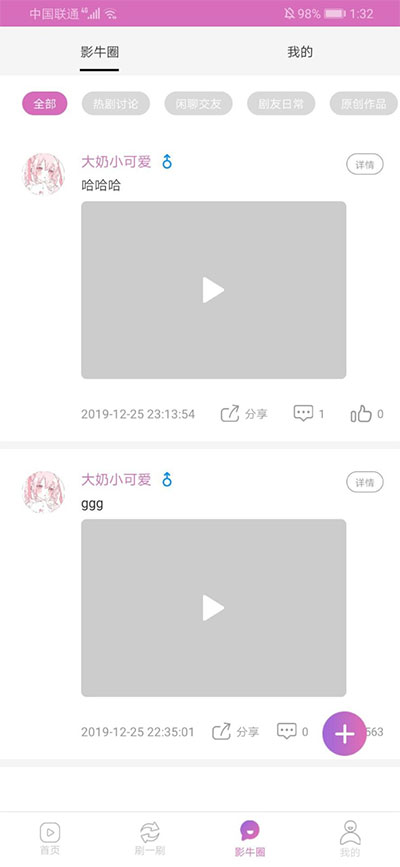 中国联通 4G 98% 1:32
影牛圈 我的
全部 热剧讨论 闲聊交友 剧友日常 原创作品
大奶小可爱 详情
哈哈哈
2019-12-25 23:13:54 分享 1 0
大奶小可爱 详情
ggg
2019-12-25 22:35:01 分享 0 563
首页 刷一刷 影牛圈 我的